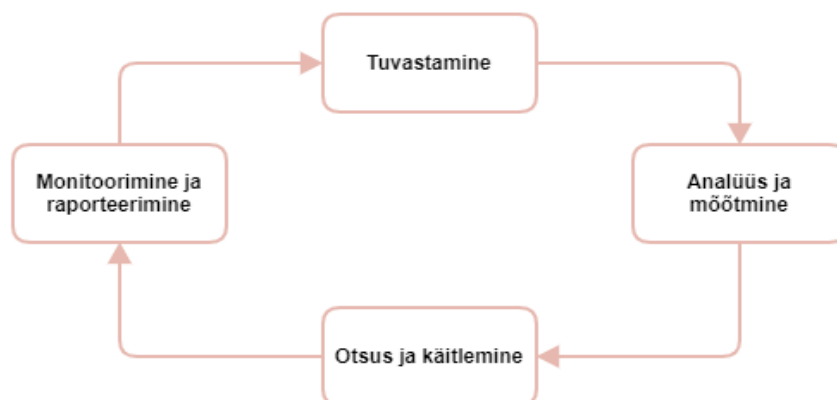 Tuvastamine
Analüüs ja
mõõtmine
Otsus ja käitlemine
Monitoorimine ja
raporteerimine